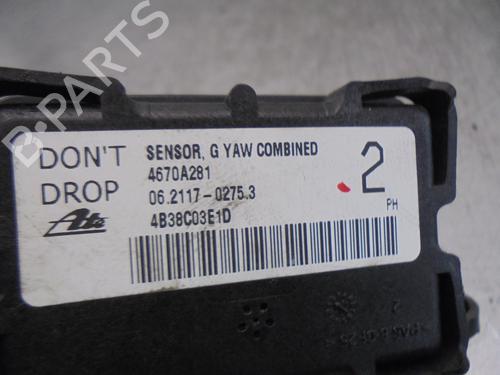 B-PARTS
DON'T DROP
Ate
SENSOR, G YAW COMBINED
4670A281
06.2117-0275.3
4B38C03E1D
2
PH